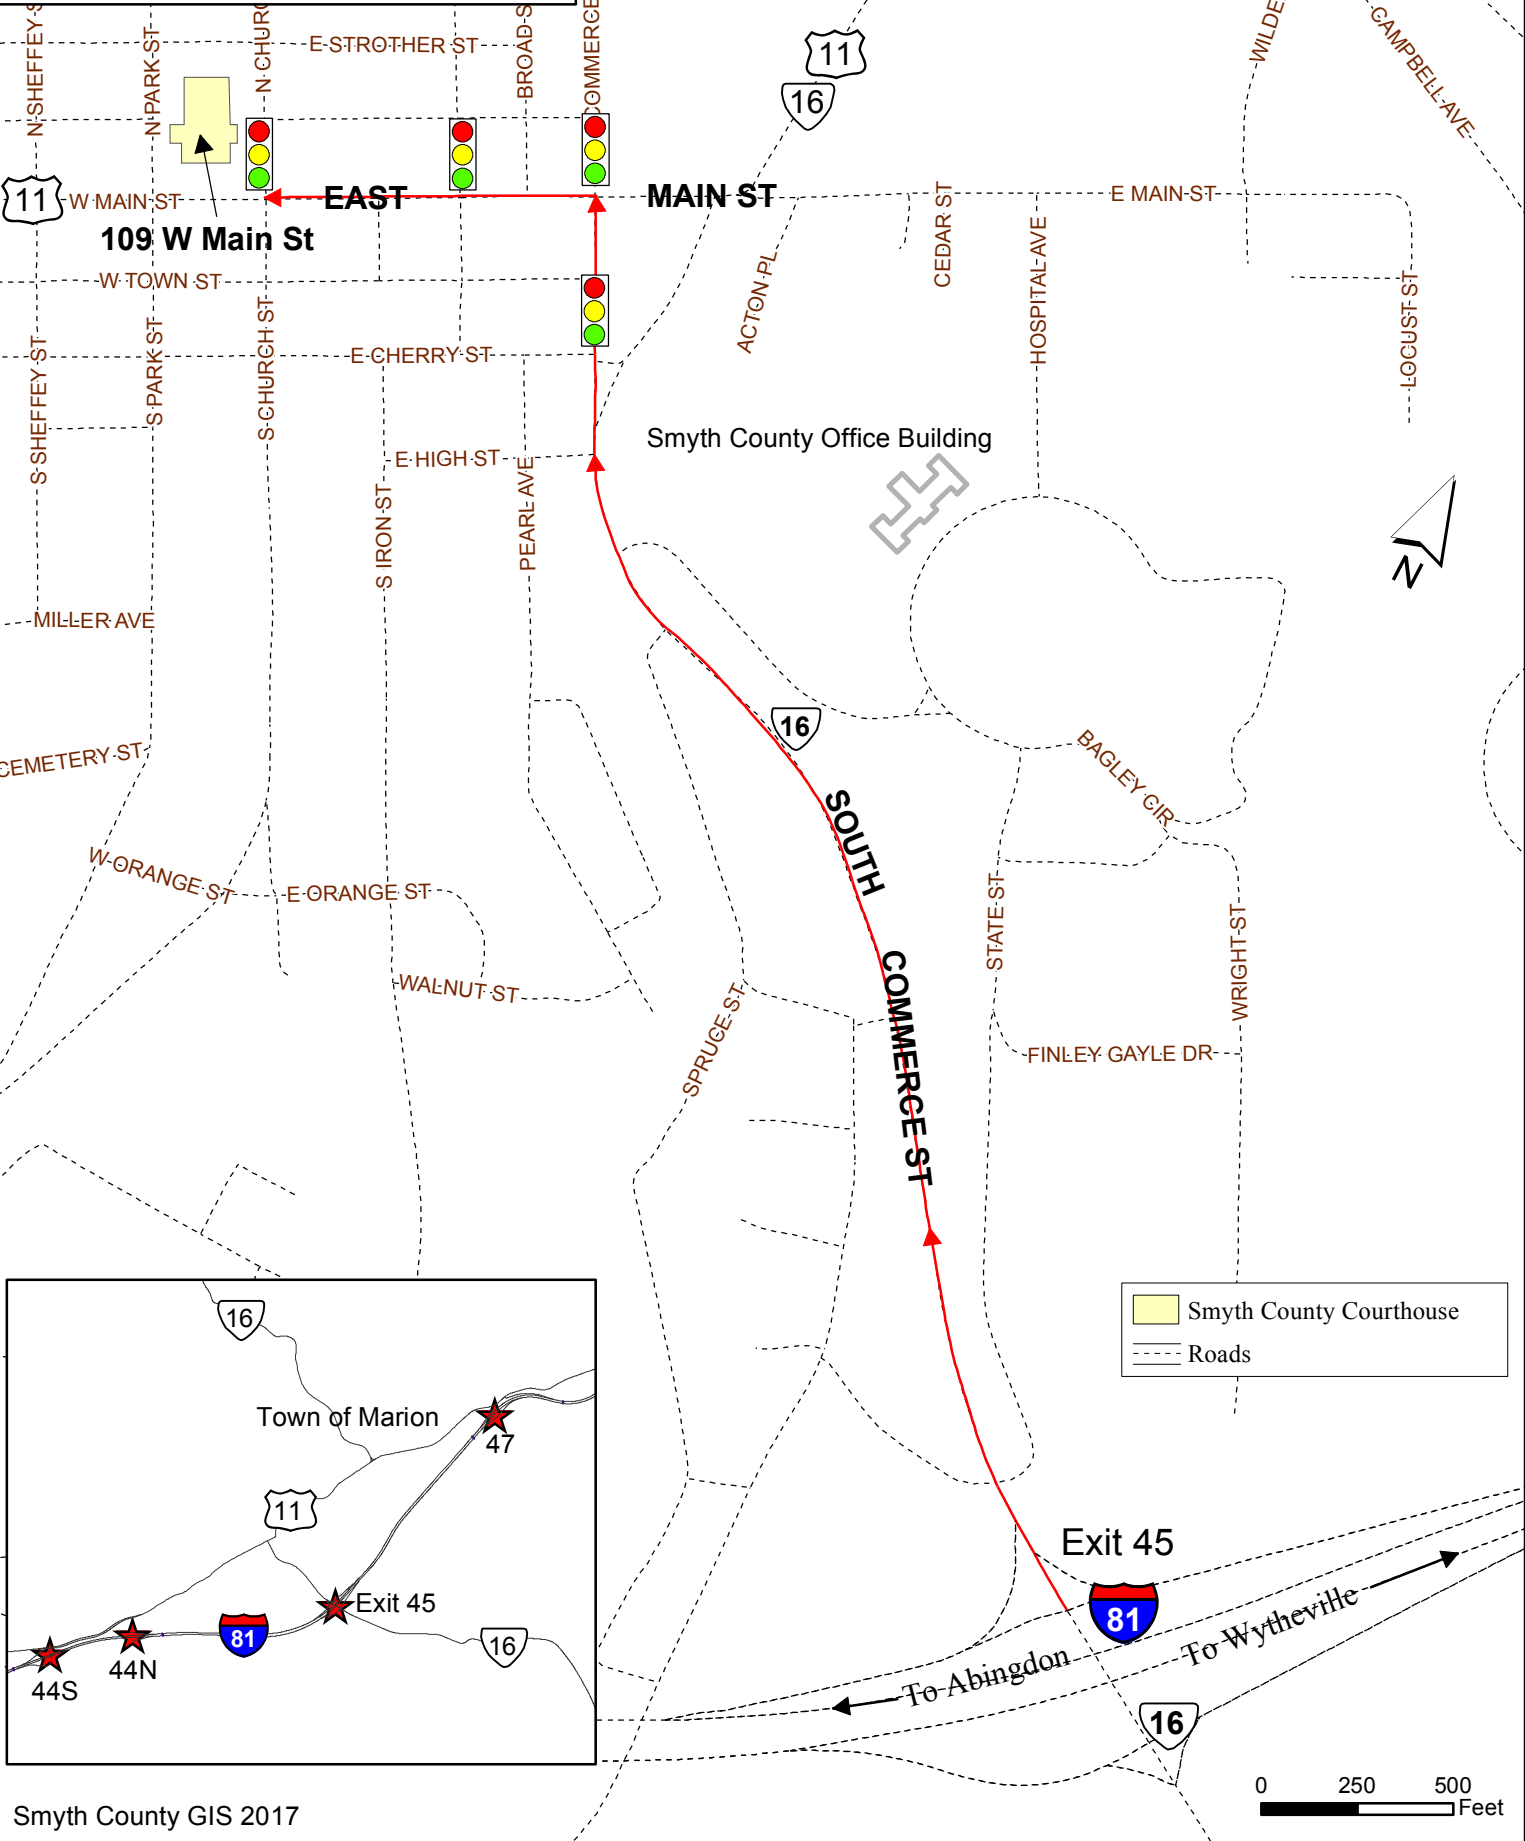 N SHEFFEY S
N PARK ST
N CHURC
E STROTHER ST
BROAD S
COMMERCE
11
16
WILDE
CAMPBELL AVE
11
W MAIN ST
EAST
MAIN ST
E MAIN ST
109 W Main St
CEDAR ST
HOSPITAL AVE
ACTON PL
LOCUST ST
W TOWN ST
S SHEFFEY ST
S PARK ST
S CHURCH ST
E CHERRY ST
Smyth County Office Building
E HIGH ST
S IRON ST
PEARL AVE
N
MILLER AVE
16
CEMETERY ST
BAGLEY CIR
SOUTH
W ORANGE ST
E ORANGE ST
STATE ST
WRIGHT ST
COMMERCE ST
WALNUT ST
SPRUCE ST
FINLEY GAYLE DR
16
Town of Marion
47
11
Exit 45
81
16
44N
44S
Smyth County Courthouse
Roads
Exit 45
81
To Wytheville
To Abingdon
16
0 250 500
Feet
Smyth County GIS 2017